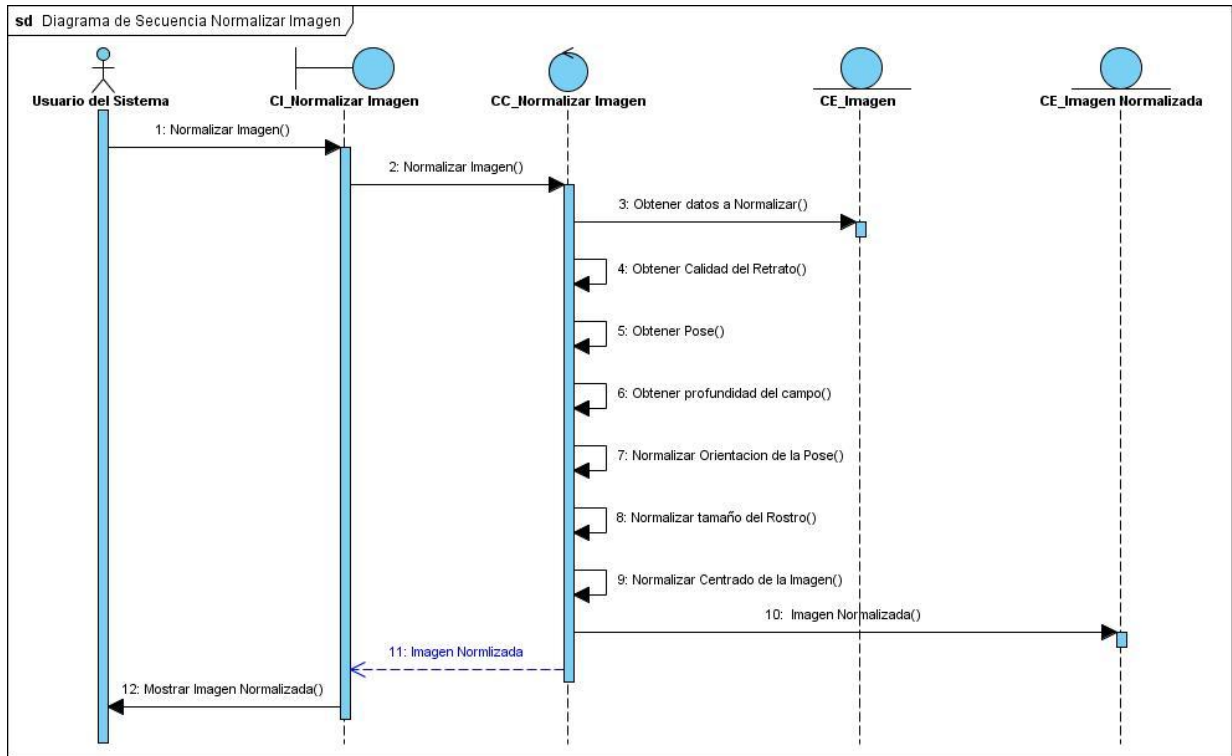 sd Diagrama de Secuencia Normalizar Imagen
Usuario del Sistema
CI_Normalizar Imagen
CC_Normalizar Imagen
CE_Imagen
CE_Imagen Normalizada
1: Normalizar Imagen()
2: Normalizar Imagen()
3: Obtener datos a Normalizar()
4: Obtener Calidad del Retrato()
5: Obtener Pose()
6: Obtener profundidad del campo()
7: Normalizar Orientacion de la Pose()
8: Normalizar tamaño del Rostro()
9: Normalizar Centrado de la Imagen()
10: Imagen Normalizada()
11: Imagen Normlizada
12: Mostrar Imagen Normalizada()